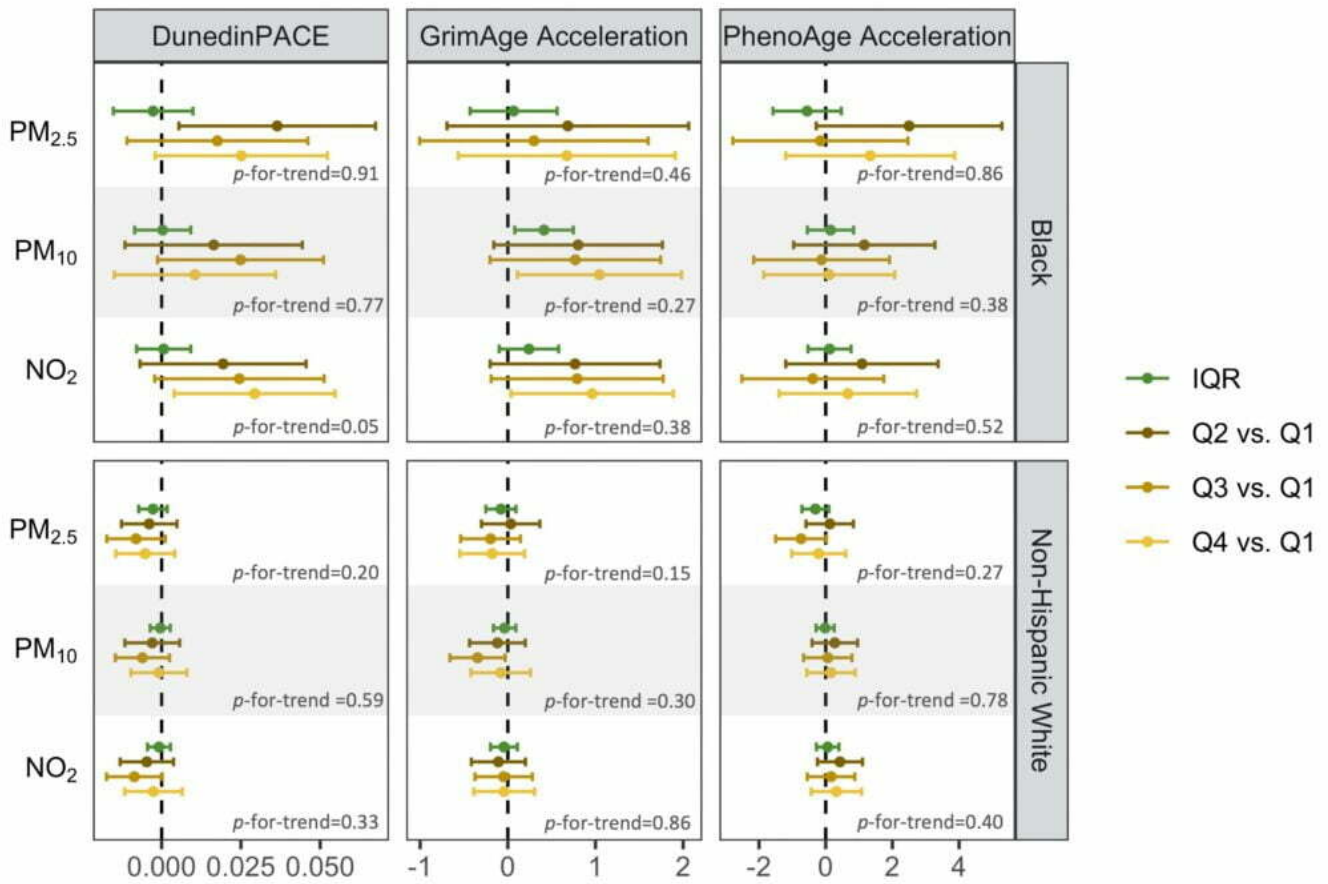 DunedinPACE
GrimAge Acceleration
PhenoAge Acceleration
PM2.5
p-for-trend=0.91
p-for-trend=0.46
p-for-trend=0.86
PM10
p-for-trend =0.77
p-for-trend=0.27
p-for-trend=0.38
NO2
p-for-trend=0.05
p-for-trend=0.38
p-for-trend=0.52
Black
PM2.5
p-for-trend=0.20
p-for-trend=0.15
p-for-trend=0.27
PM10
p-for-trend =0.59
p-for-trend=0.30
p-for-trend=0.78
NO2
p-for-trend=0.33
p-for-trend=0.86
p-for-trend=0.40
Non-Hispanic White
0.000 0.025 0.050
-1 0 1 2
-2 0 2 4
IQR
Q2 vs. Q1
Q3 vs. Q1
Q4 vs. Q1